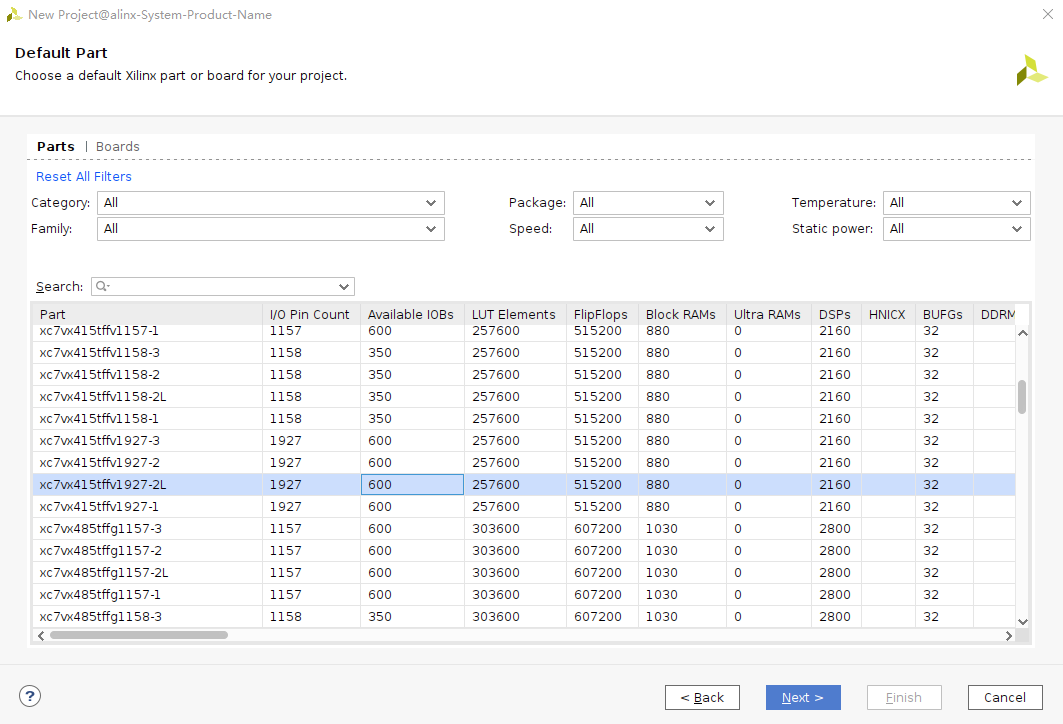 New Project@alinx-System-Product-Name
Default Part
Choose a default Xilinx part or board for your project.
Parts | Boards
Reset All Filters
Category: All Package: All Temperature: All
Family: All Speed: All Static power: All
Search:
Part I/O Pin Count Available IOBs LUT Elements FlipFlops Block RAMs Ultra RAMs DSPs HNICX BUFGs DDRM
xc7vx415tffv1157-1 1157 600 257600 515200 880 0 2160 32
xc7vx415tffv1158-3 1158 350 257600 515200 880 0 2160 32
xc7vx415tffv1158-2 1158 350 257600 515200 880 0 2160 32
xc7vx415tffv1158-2L 1158 350 257600 515200 880 0 2160 32
xc7vx415tffv1158-1 1158 350 257600 515200 880 0 2160 32
xc7vx415tffv1927-3 1927 600 257600 515200 880 0 2160 32
xc7vx415tffv1927-2 1927 600 257600 515200 880 0 2160 32
xc7vx415tffv1927-2L 1927 600 257600 515200 880 0 2160 32
xc7vx415tffv1927-1 1927 600 257600 515200 880 0 2160 32
xc7vx485tffg1157-3 1157 600 303600 607200 1030 0 2800 32
xc7vx485tffg1157-2 1157 600 303600 607200 1030 0 2800 32
xc7vx485tffg1157-2L 1157 600 303600 607200 1030 0 2800 32
xc7vx485tffg1157-1 1157 600 303600 607200 1030 0 2800 32
xc7vx485tffg1158-3 1158 350 303600 607200 1030 0 2800 32
? < Back Next > Finish Cancel